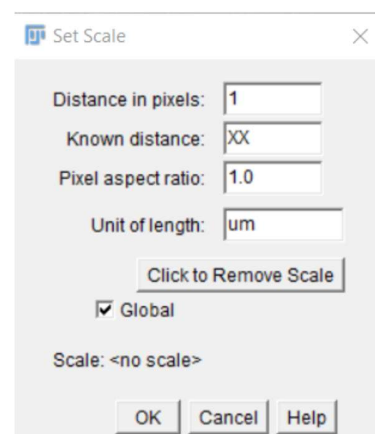 Set Scale
Distance in pixels: 1
Known distance: XX
Pixel aspect ratio: 1.0
Unit of length: um
Click to Remove Scale
Global
Scale: <no scale>
OK Cancel Help